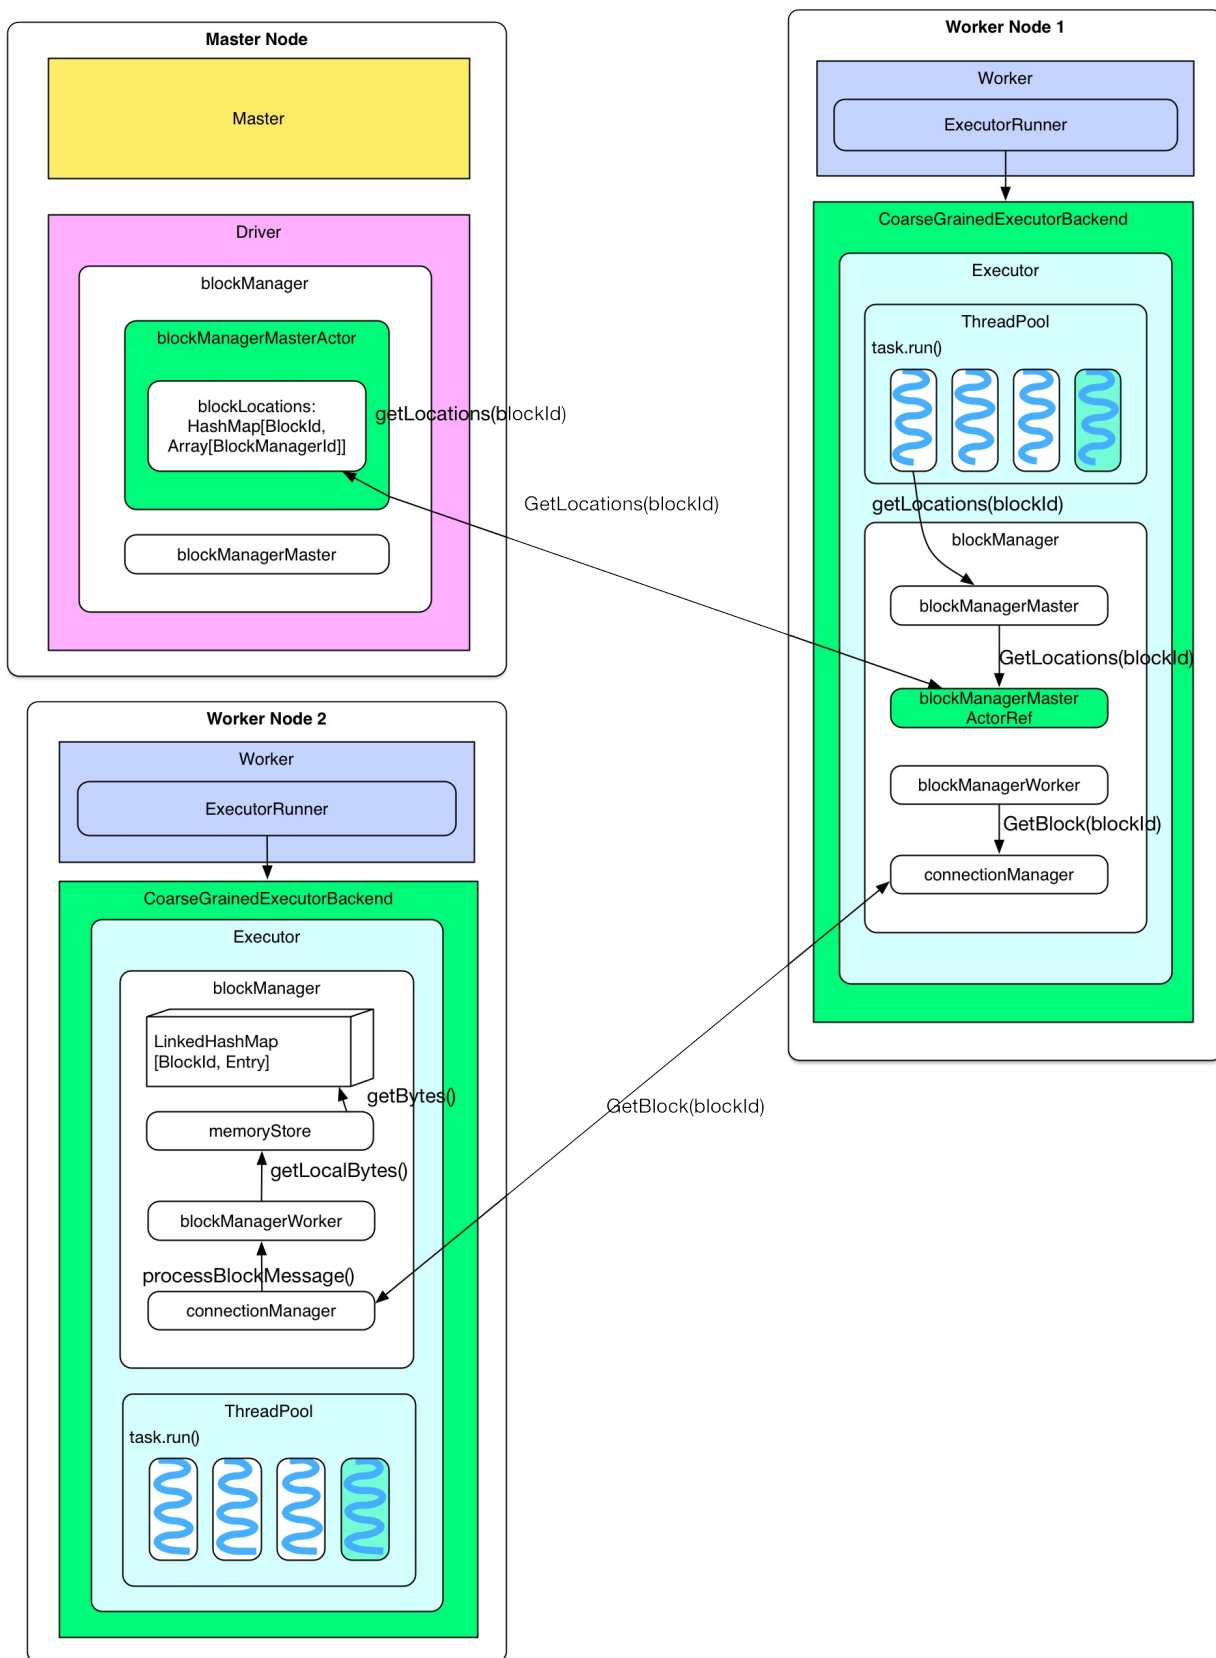 Master Node
Master
Driver
blockManager
blockManagerMasterActor
blockLocations:
HashMap[BlockId,
Array[BlockManagerId]]
getLocations(blockId)
blockManagerMaster
GetLocations(blockId)
Worker Node 1
Worker
ExecutorRunner
CoarseGrainedExecutorBackend
Executor
ThreadPool
task.run()
getLocations(blockId)
blockManager
blockManagerMaster
GetLocations(blockId)
blockManagerMaster
ActorRef
blockManagerWorker
GetBlock(blockId)
connectionManager
Worker Node 2
Worker
ExecutorRunner
CoarseGrainedExecutorBackend
Executor
blockManager
LinkedHashMap
[BlockId, Entry]
getBytes()
memoryStore
getLocalBytes()
blockManagerWorker
processBlockMessage()
connectionManager
GetBlock(blockId)
ThreadPool
task.run()